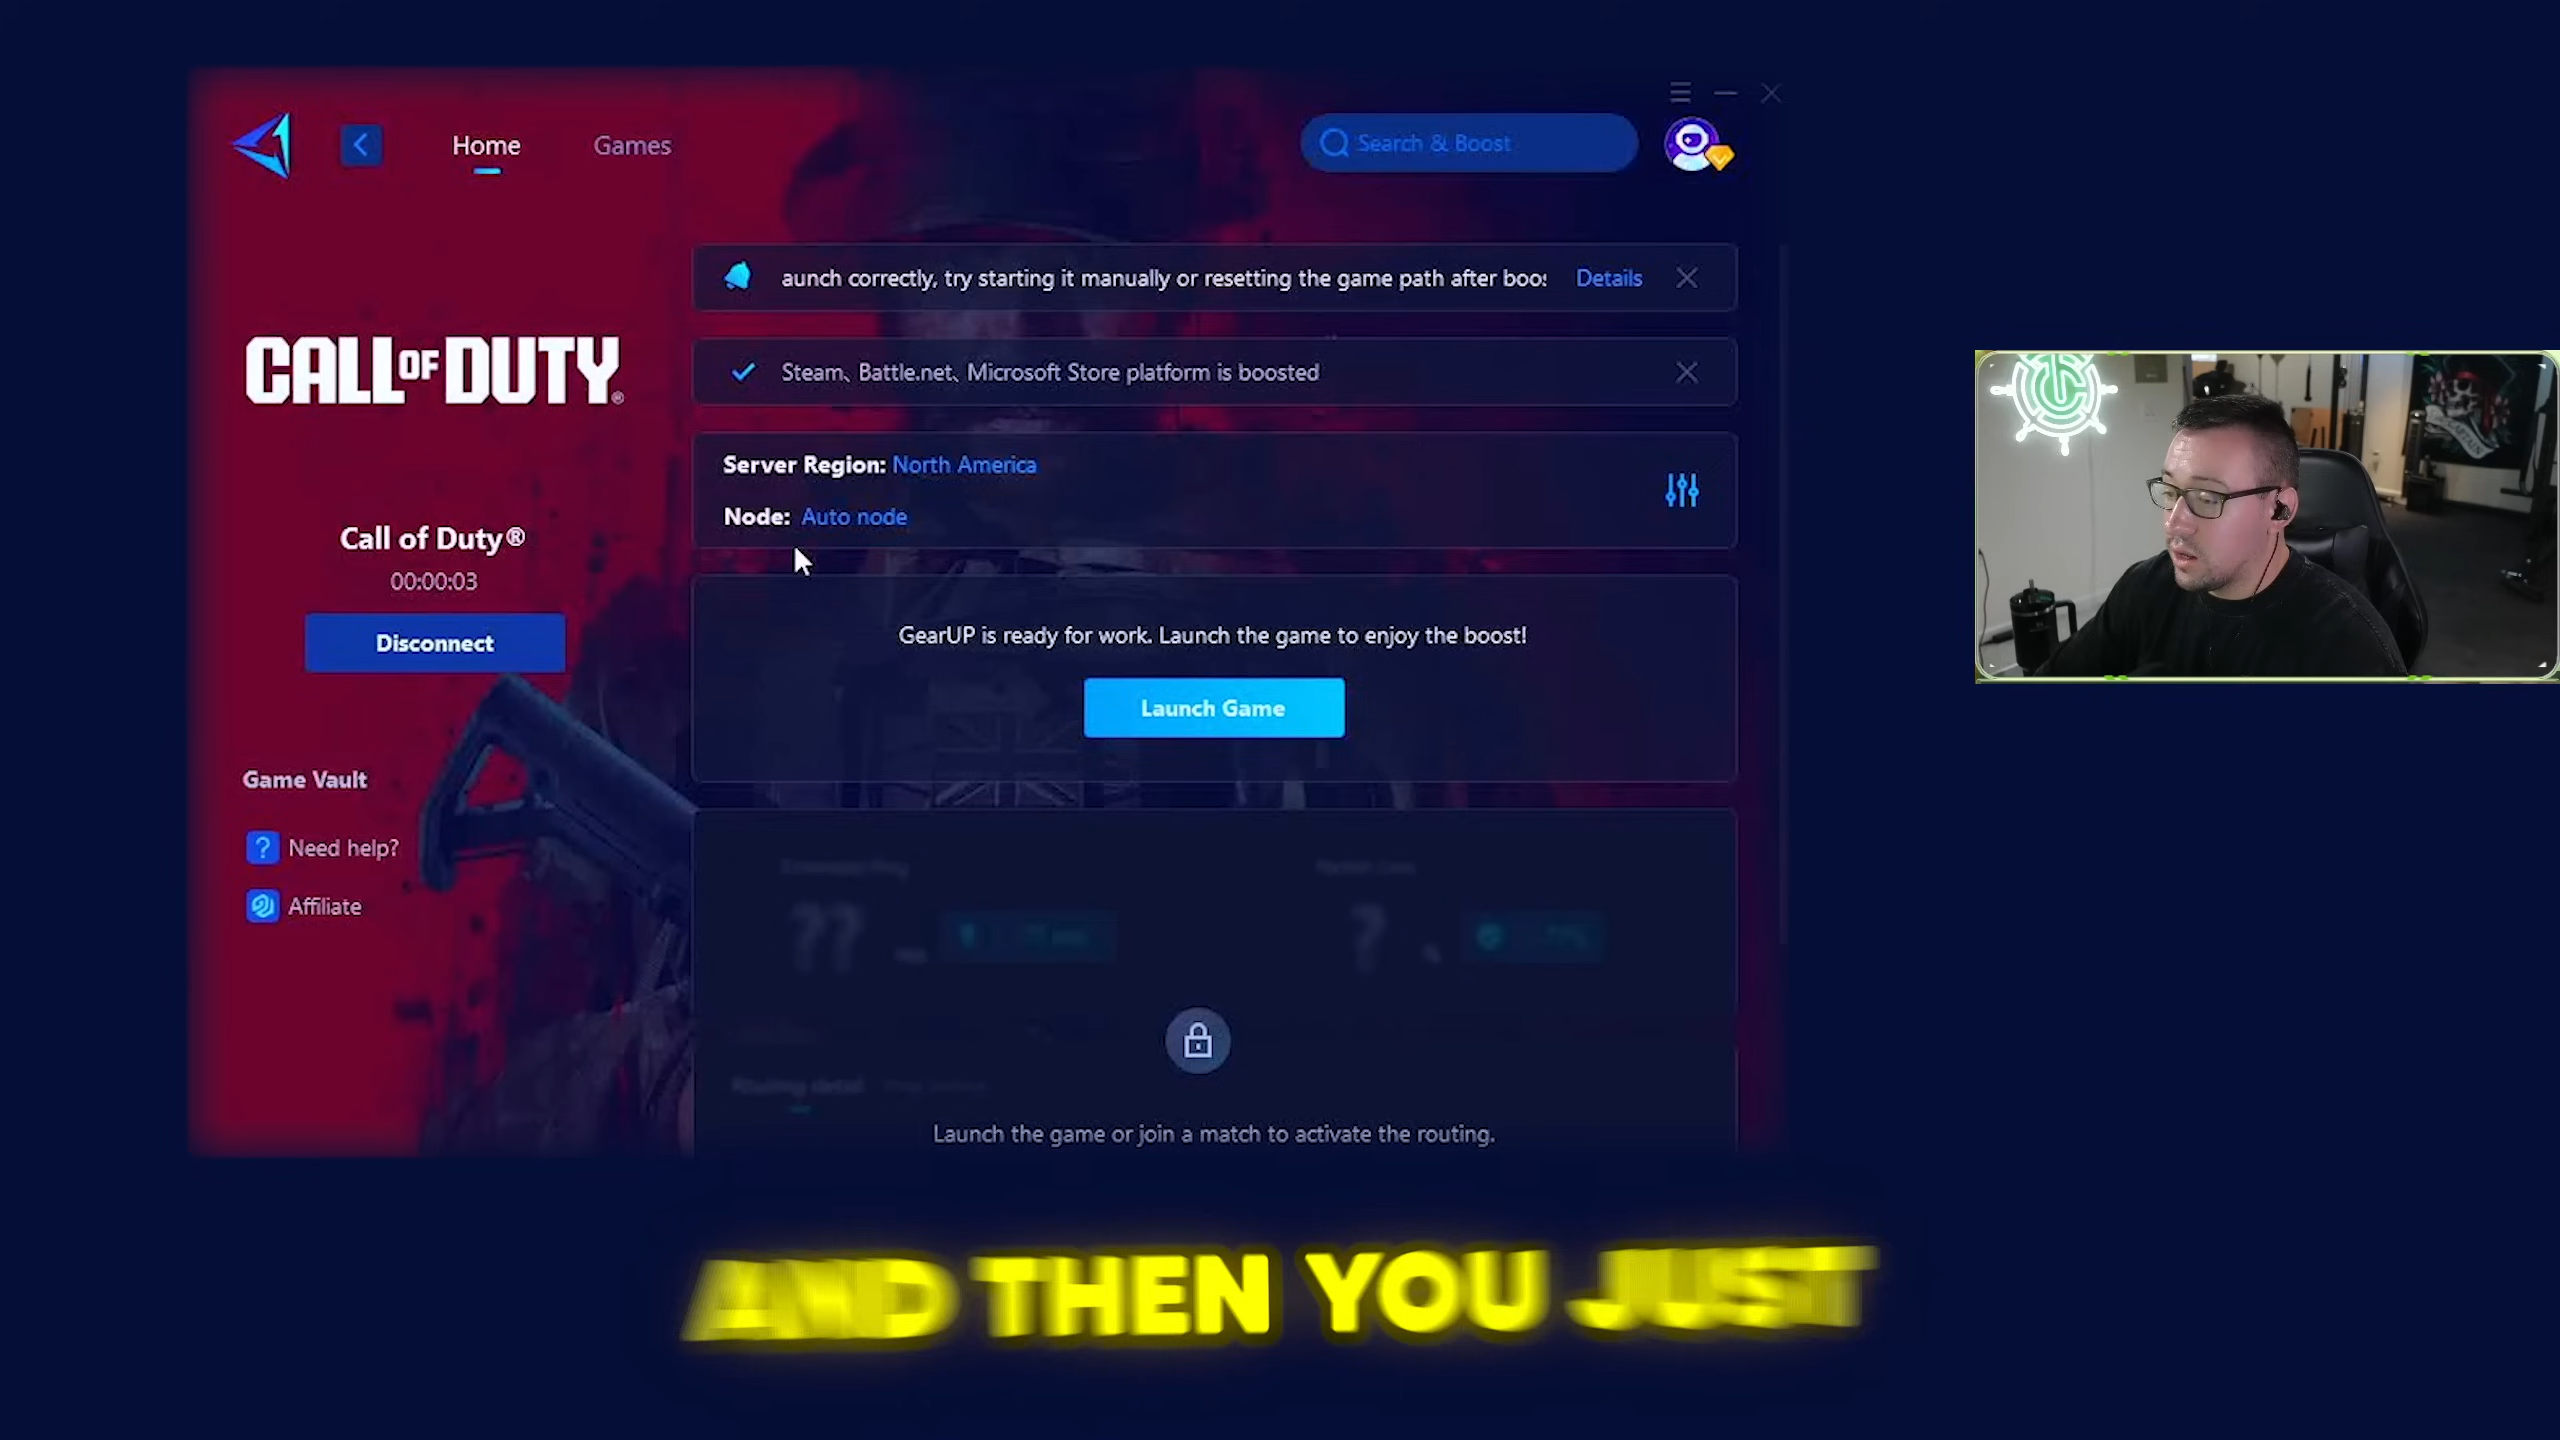 Home
Games
Search & Boost
aunch correctly, try starting it manually or resetting the game path after boos
Details
Steam、Battle.net、Microsoft Store platform is boosted
CALL OF DUTY®
Server Region: North America
Node: Auto node
Call of Duty®
00:00:03
Disconnect
GearUP is ready for work. Launch the game to enjoy the boost!
Launch Game
Game Vault
Need help?
Affiliate
?? 
?
Launch the game or join a match to activate the routing.
AND THEN YOU JUST